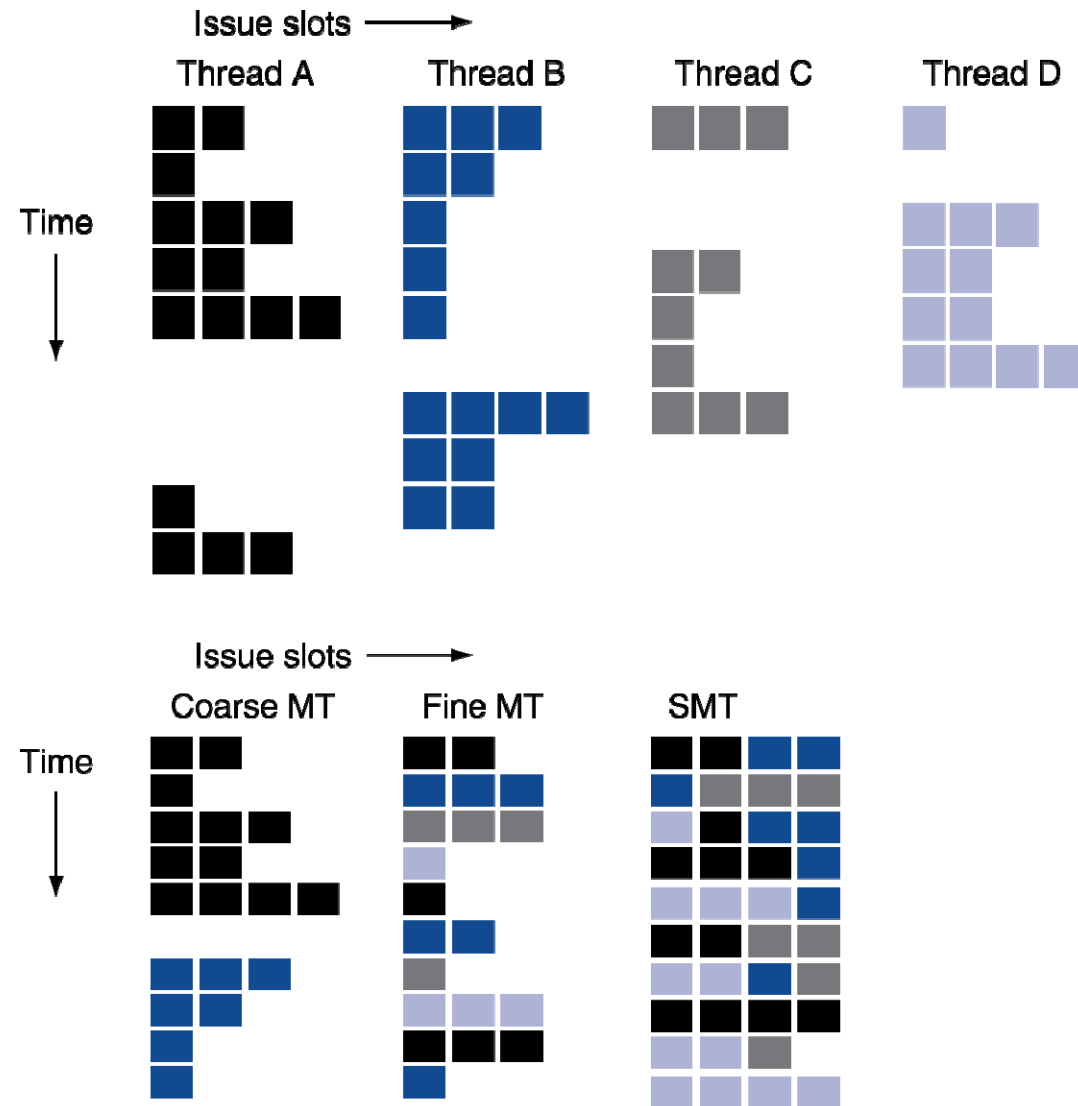 Issue slots
Thread A Thread B Thread C Thread D
Time
Issue slots
Coarse MT Fine MT SMT
Time